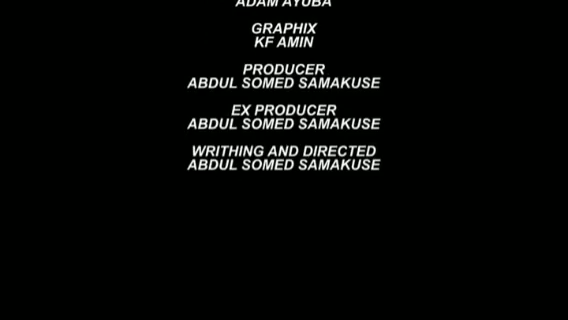 ADAM AYUBA
GRAPHIX
KF AMIN
PRODUCER
ABDUL SOMED SAMAKUSE
EX PRODUCER
ABDUL SOMED SAMAKUSE
WRITHING AND DIRECTED
ABDUL SOMED SAMAKUSE